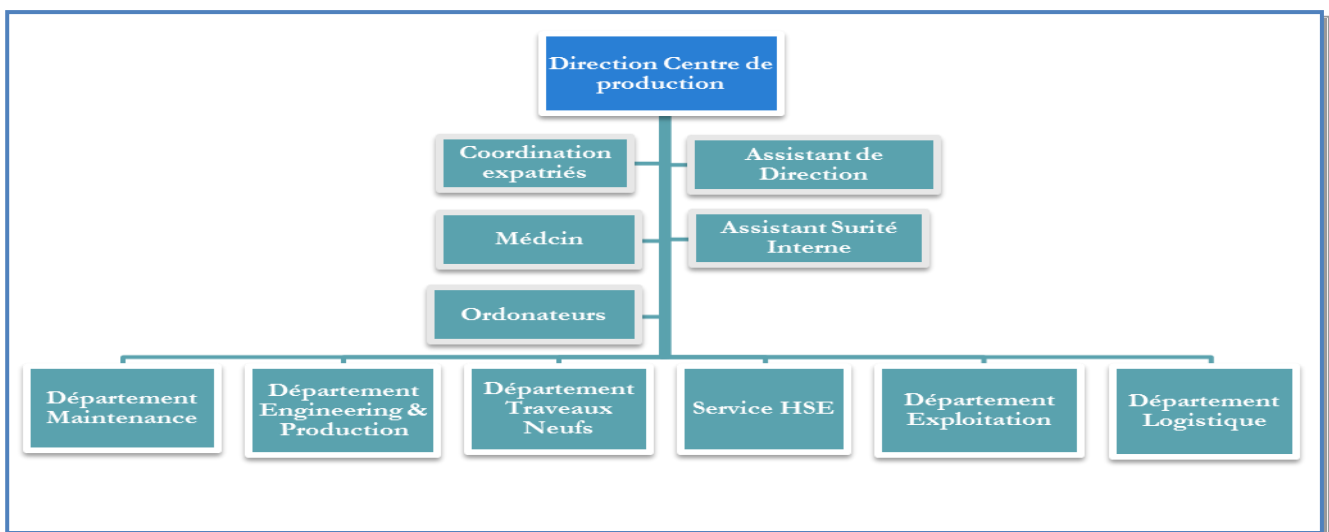 Direction Centre de
production
Coordination
expatriés
Assistant de
Direction
Médcin
Assistant Surité
Interne
Ordonateurs
Département
Maintenance
Département
Engineering &
Production
Département
Traveaux
Neufs
Service HSE
Département
Exploitation
Département
Logistique